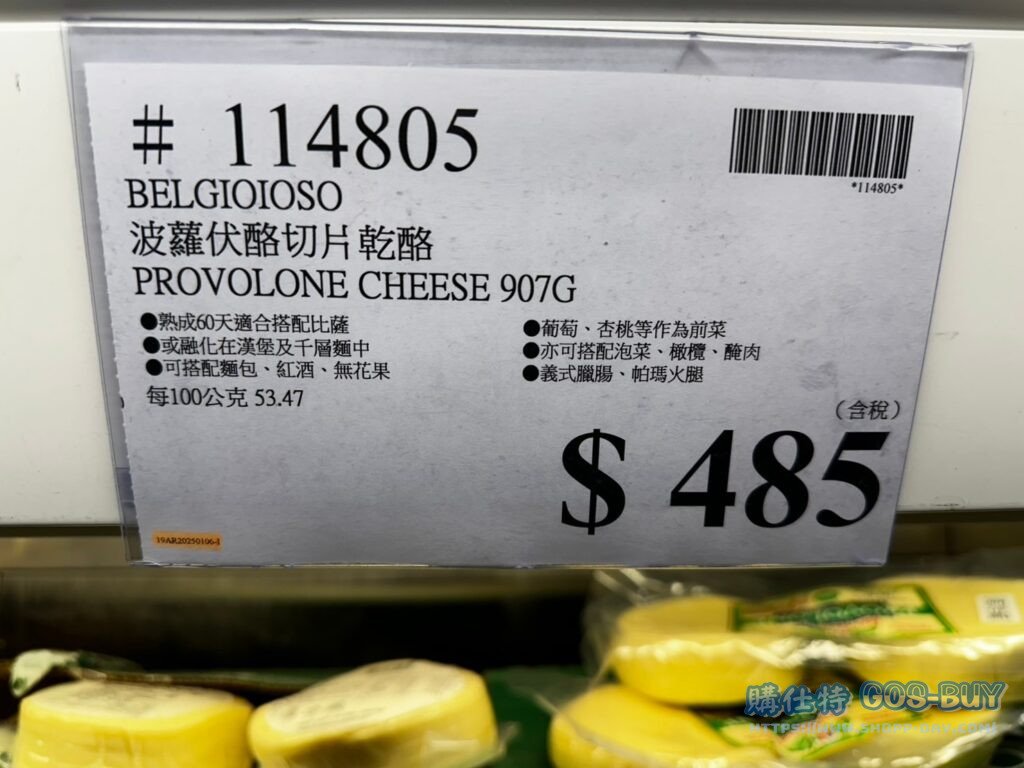 # 114805
*114805*
BELGIOIOSO
波蘿伏酪切片乾酪
PROVOLONE CHEESE 907G
●熟成60天適合搭配比薩
●或融化在漢堡及千層麵中
●可搭配麵包、紅酒、無花果
●葡萄、杏桃等作為前菜
●亦可搭配泡菜、橄欖、醃肉
●義式臘腸、帕瑪火腿
每100公克 53.47
(含稅)
$ 485
19AR20250106-1
購仕特 GOS-BUY